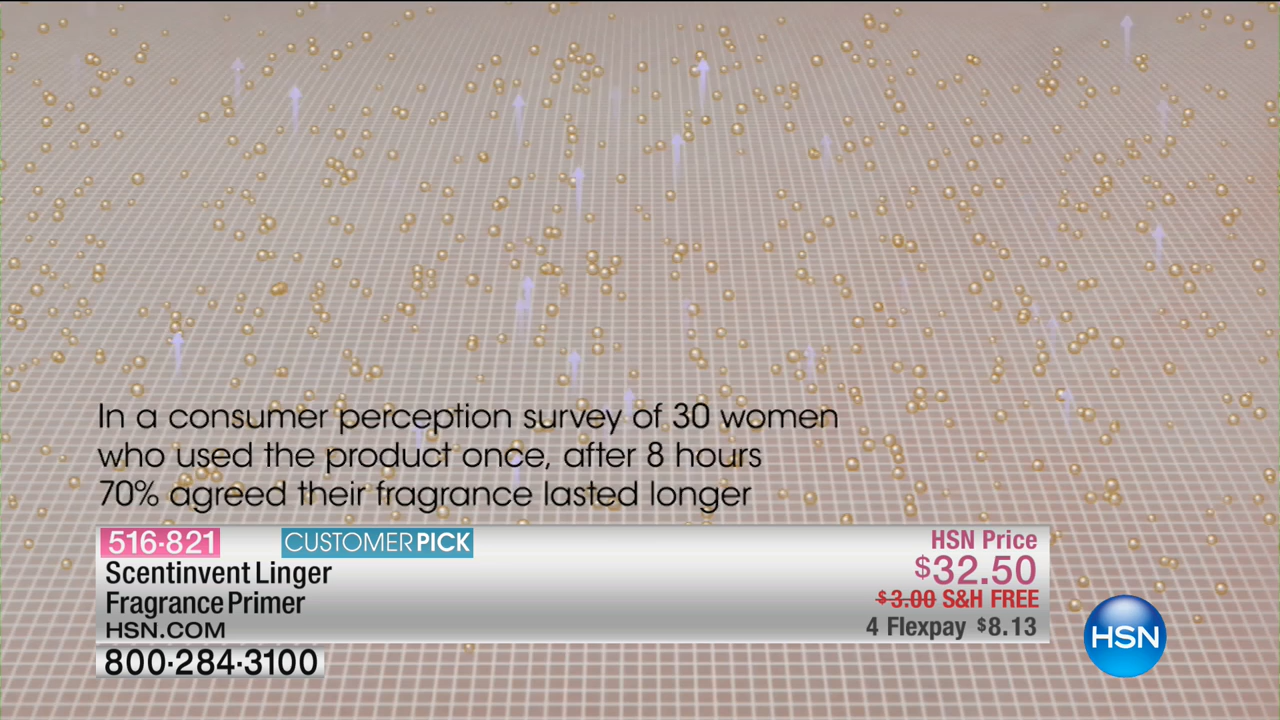 In a consumer perception survey of 30 women
who used the product once, after 8 hours
70% agreed their fragrance lasted longer
516·821 CUSTOMERPICK
Scentinvent Linger
Fragrance Primer
HSN.COM
800·284·3100
HSN Price
$32.50
$3.00 S&H FREE
4 Flexpay $8.13
HSN